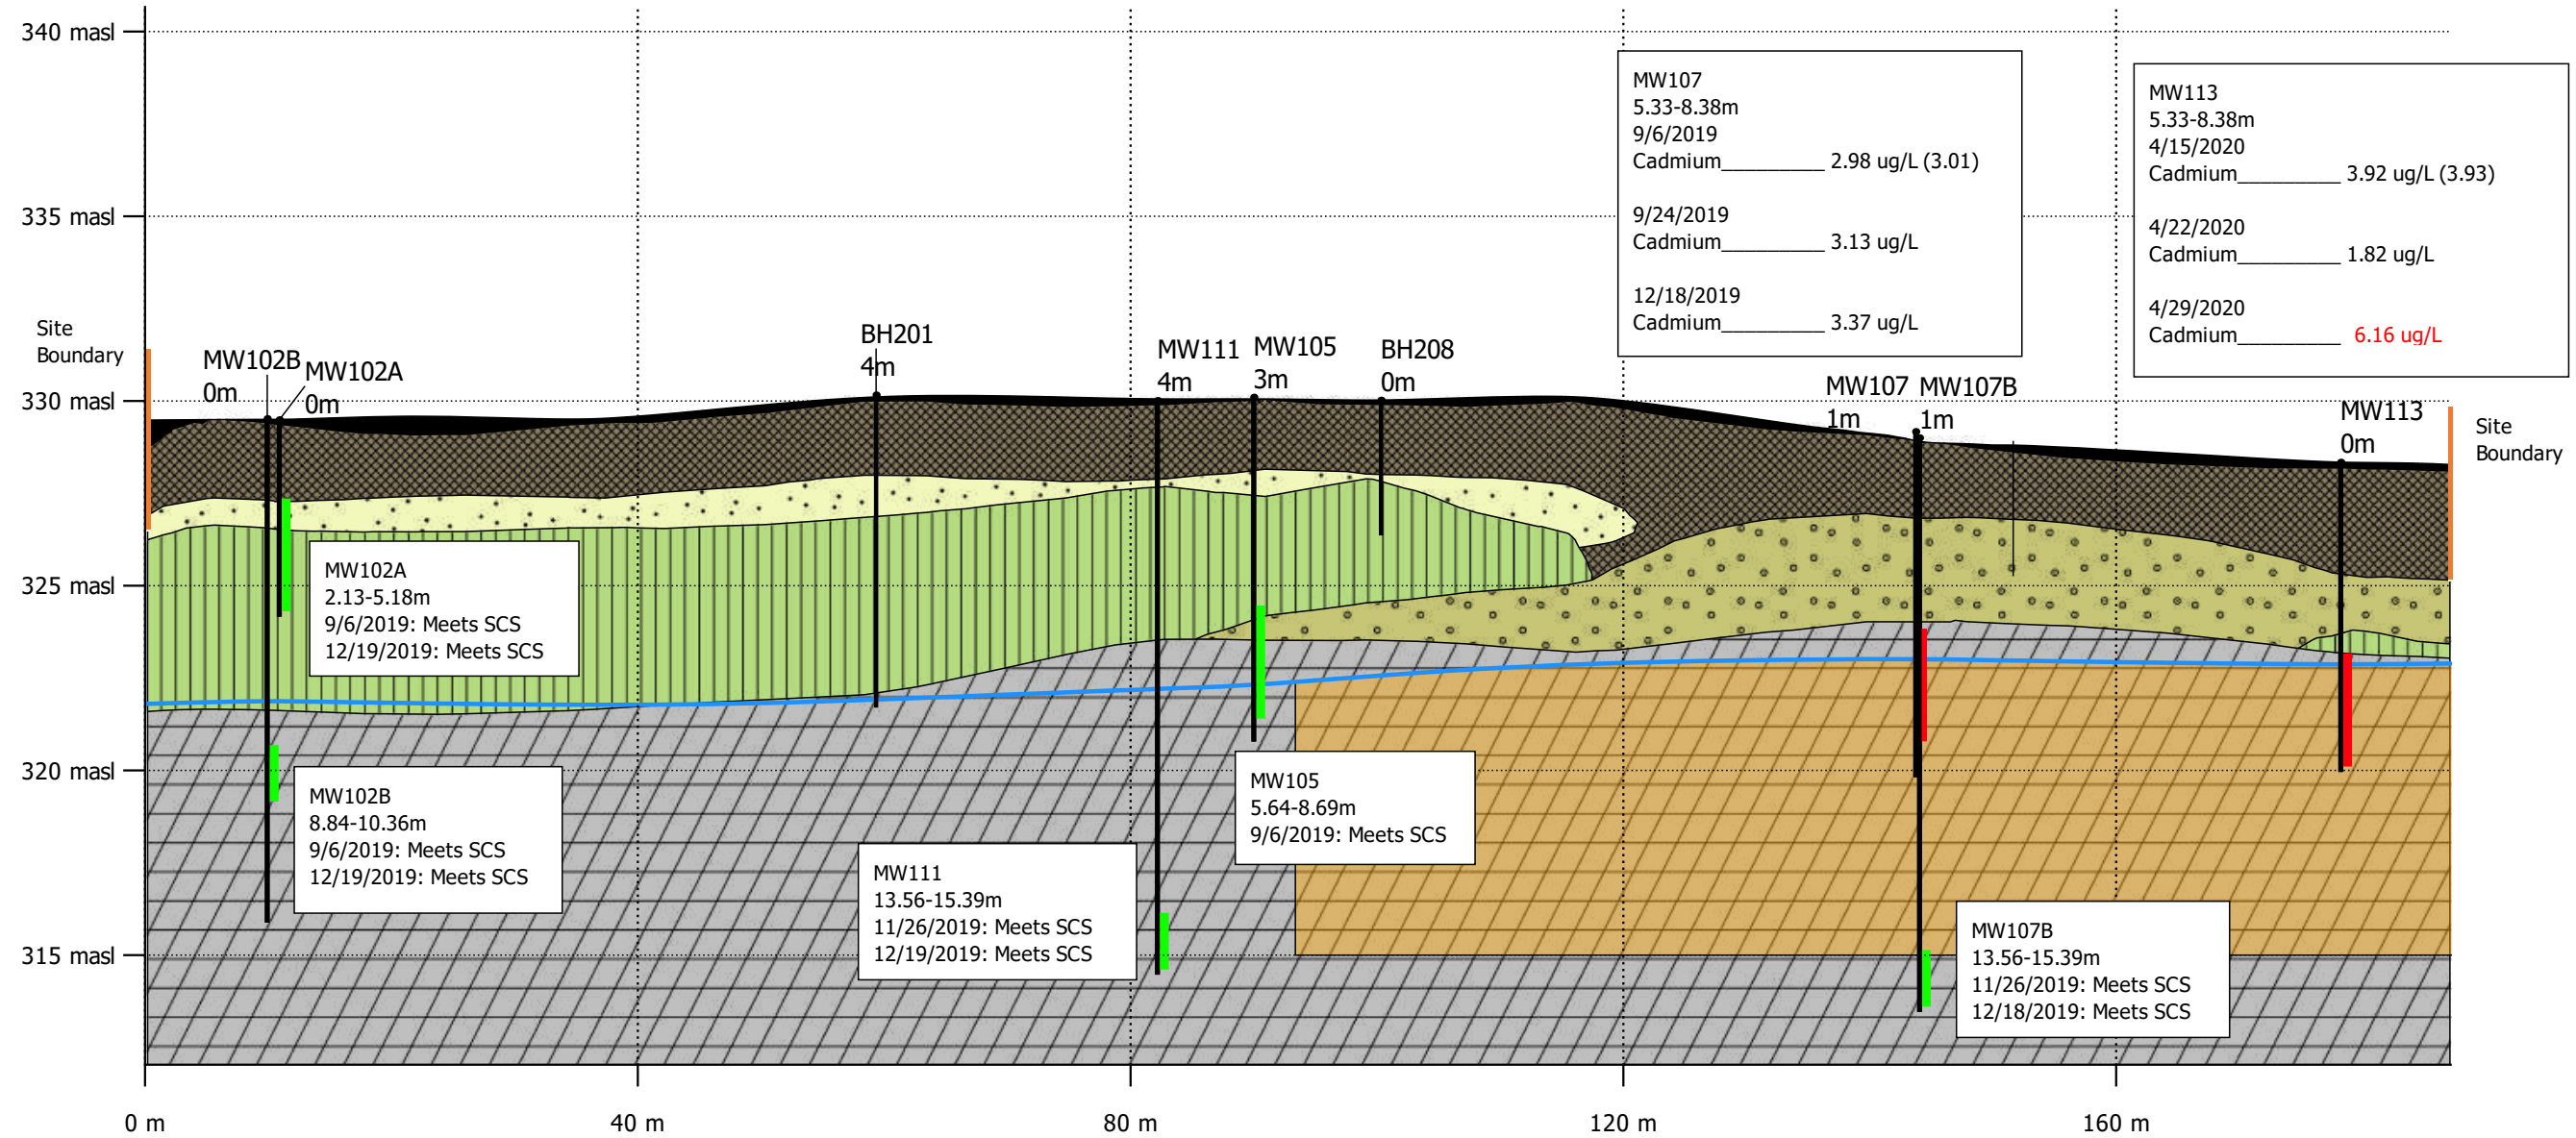 340 masl
335 masl
330 masl
325 masl
320 masl
315 masl
0 m
40 m
80 m
120 m
160 m
Site
Boundary
MW102B
0m
MW102A
0m
BH201
4m
MW111
4m
MW105
3m
BH208
0m
MW107
1m
MW107B
1m
MW113
0m
Site
Boundary
MW107
5.33-8.38m
9/6/2019
Cadmium_________ 2.98 ug/L (3.01)
9/24/2019
Cadmium_________ 3.13 ug/L
12/18/2019
Cadmium_________ 3.37 ug/L
MW113
5.33-8.38m
4/15/2020
Cadmium_________ 3.92 ug/L (3.93)
4/22/2020
Cadmium_________ 1.82 ug/L
4/29/2020
Cadmium_________ 6.16 ug/L
MW102A
2.13-5.18m
9/6/2019: Meets SCS
12/19/2019: Meets SCS
MW102B
8.84-10.36m
9/6/2019: Meets SCS
12/19/2019: Meets SCS
MW111
13.56-15.39m
11/26/2019: Meets SCS
12/19/2019: Meets SCS
MW105
5.64-8.69m
9/6/2019: Meets SCS
MW107B
13.56-15.39m
11/26/2019: Meets SCS
12/18/2019: Meets SCS